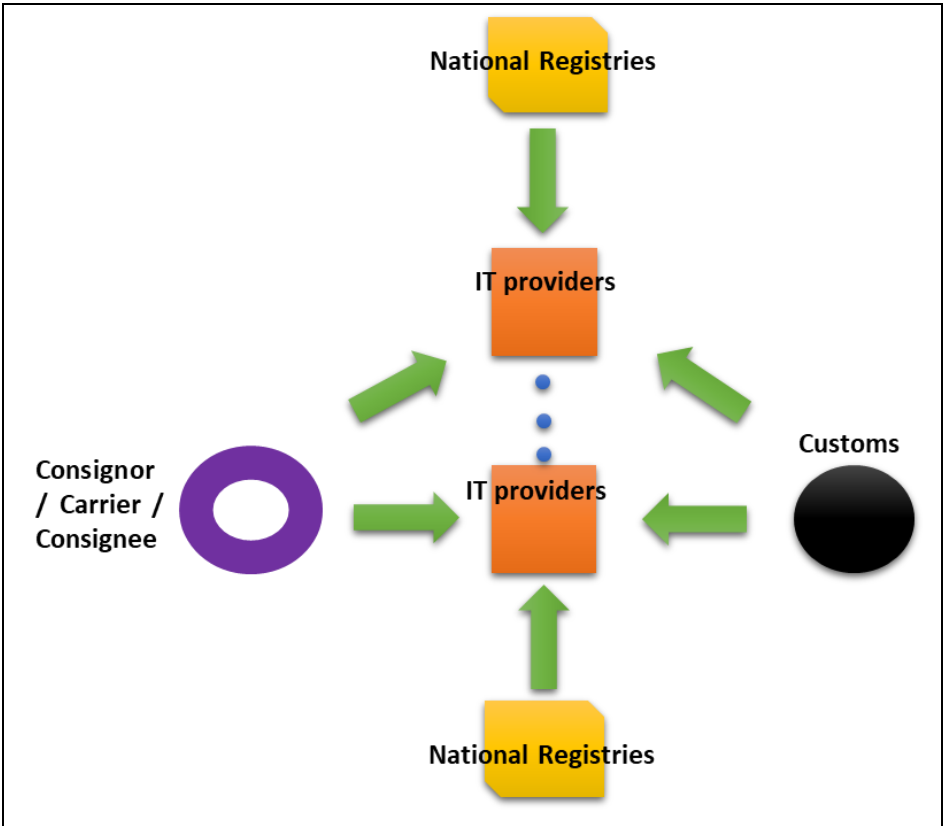 National Registries
IT providers
Customs
Consignor
/ Carrier /
Consignee
IT providers
National Registries